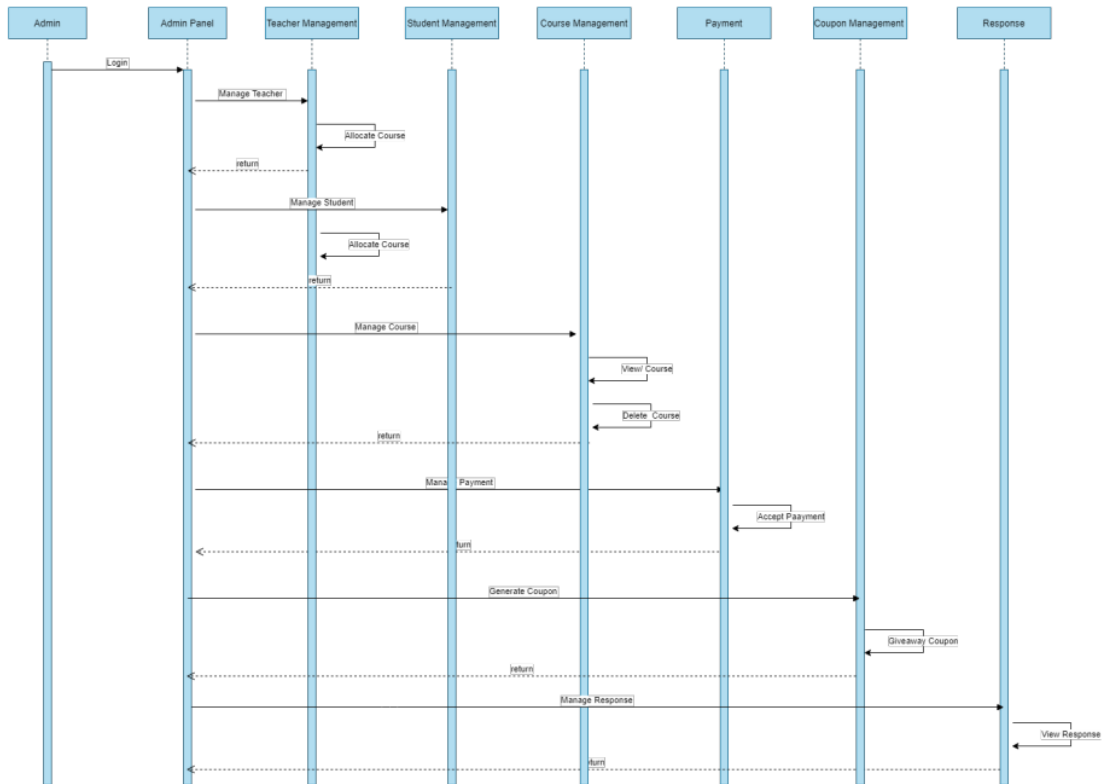 Admin
Admin Panel
Teacher Management
Student Management
Course Management
Payment
Coupon Management
Response
Login
Manage Teacher
Allocate Course
return
Manage Student
Allocate Course
return
Manage Course
View/ Course
Delete Course
return
Mana Payment
Accept Paayment
turn
Generate Coupon
Giveaway Coupon
return
Manage Response
View Response
turn